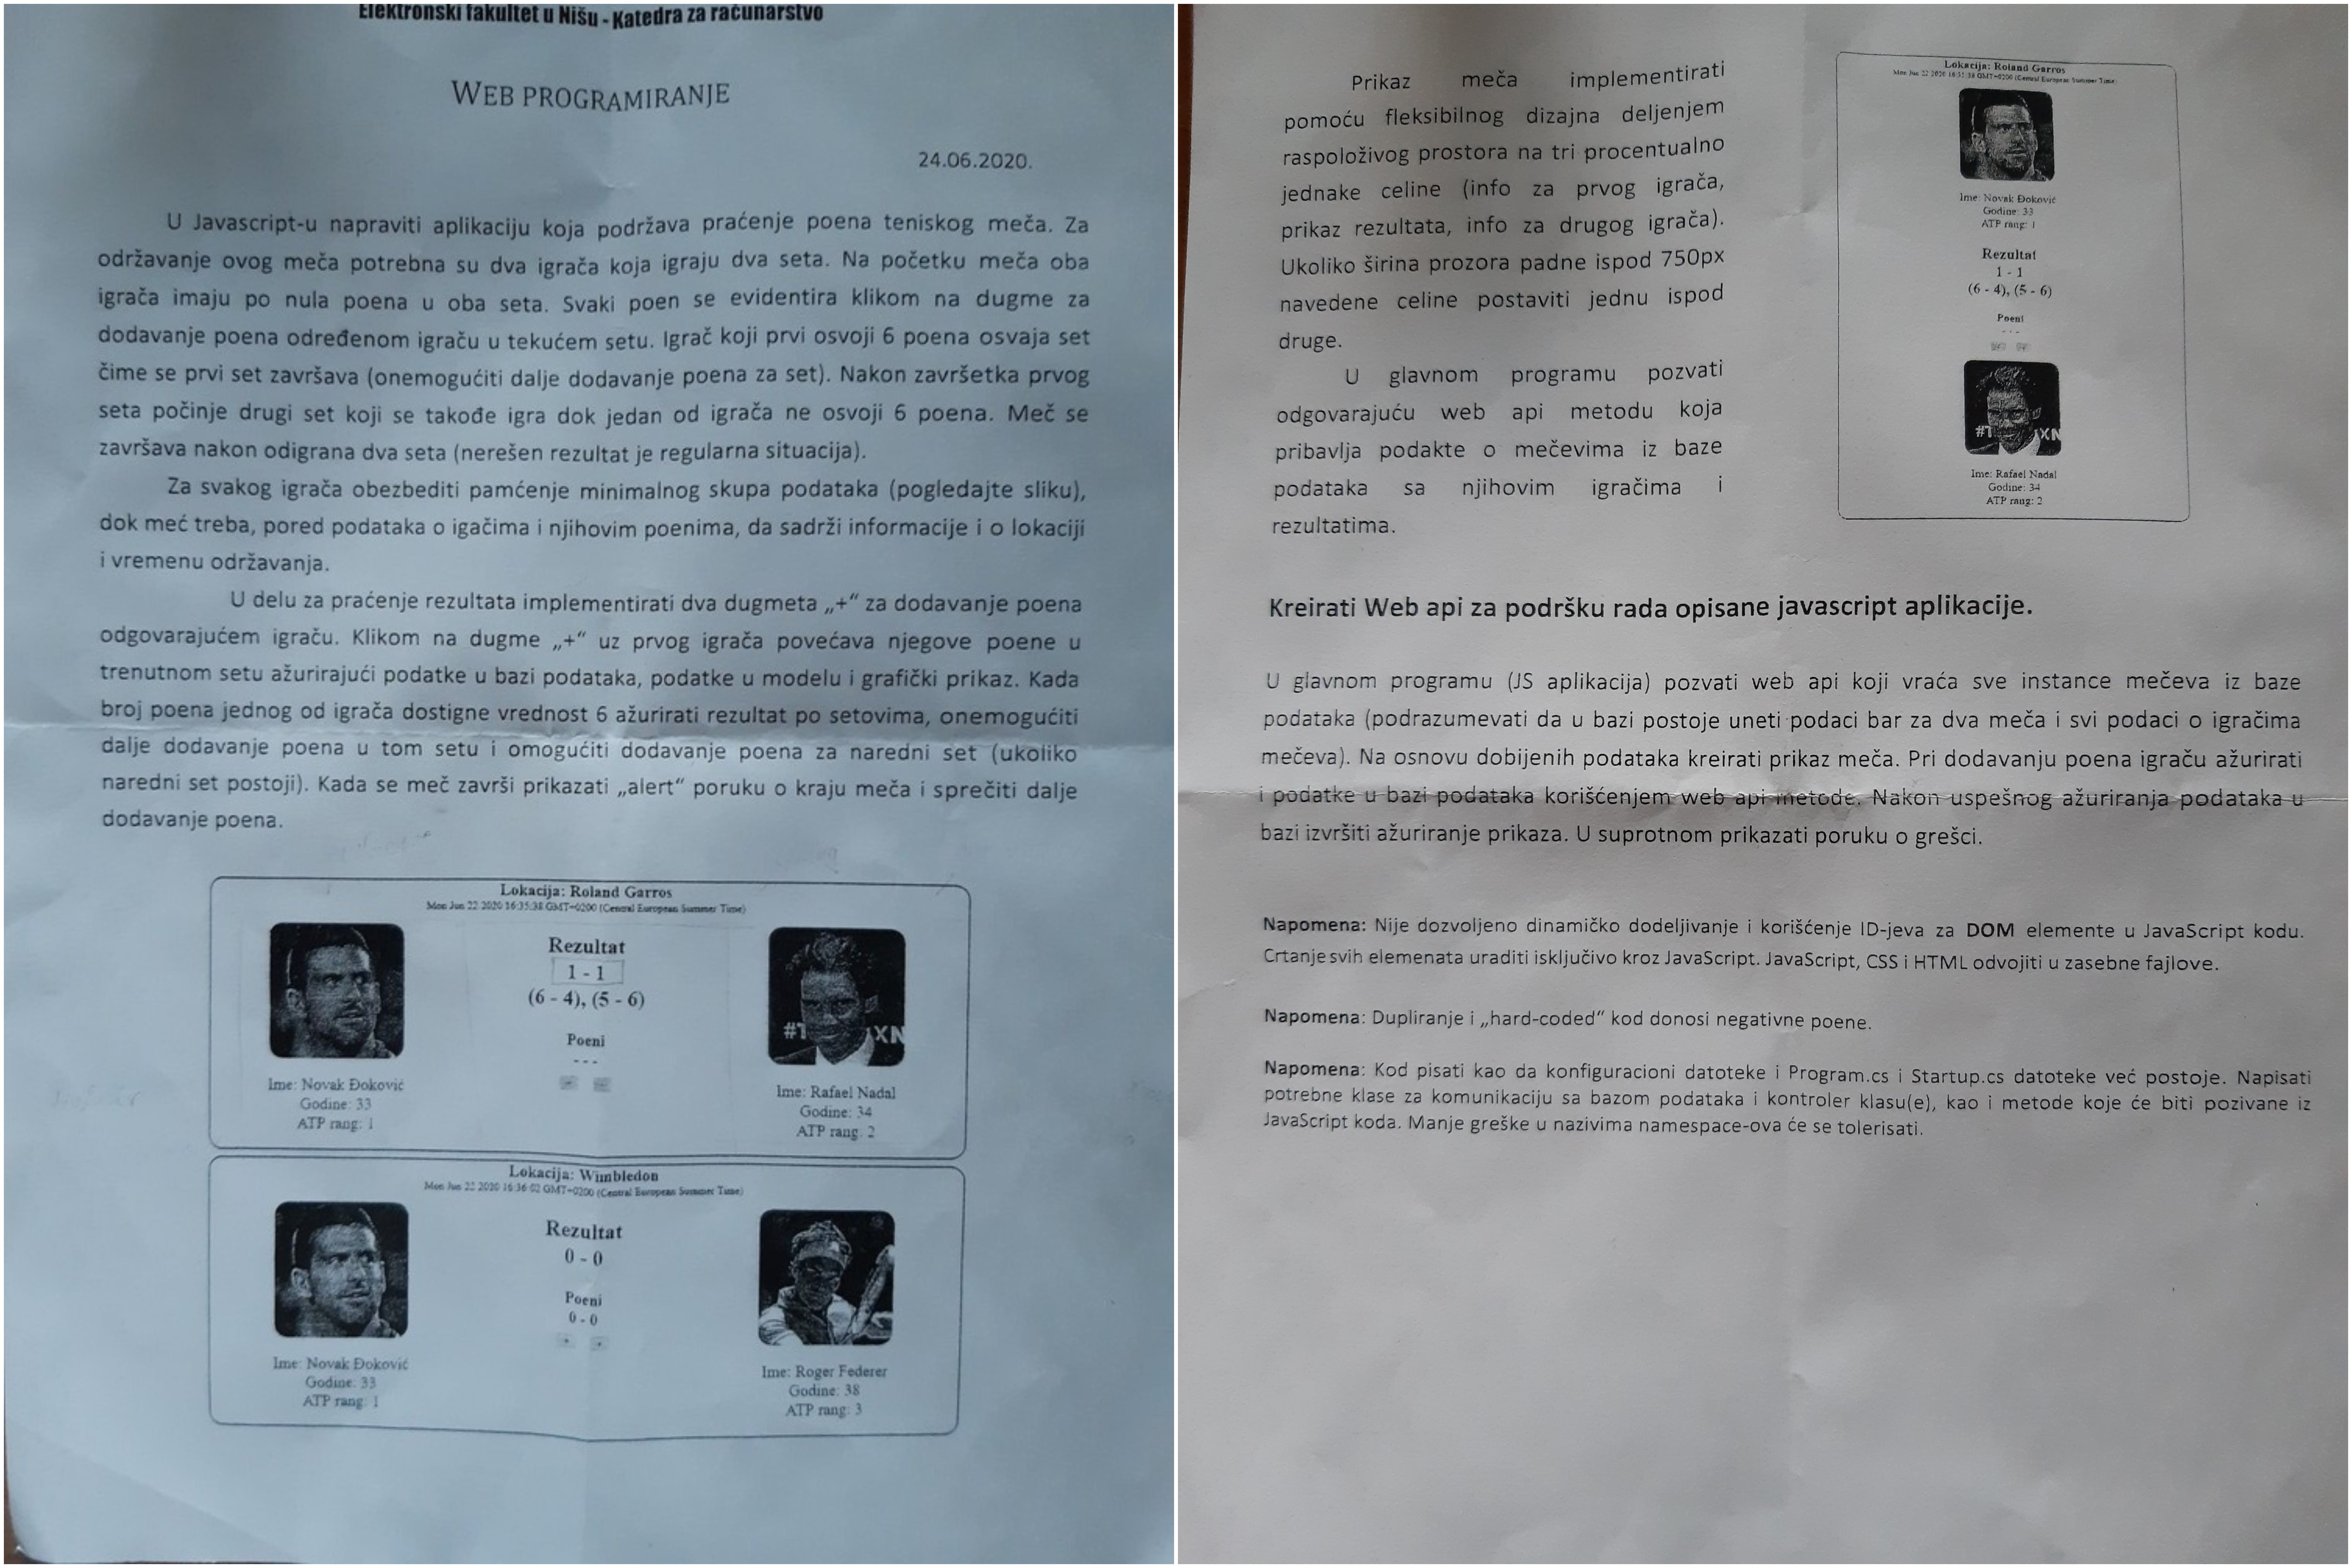 Elektronski fakultet u Nišu - Katedra za računarstvo
WEB PROGRAMIRANJE
24.06.2020.
U Javascript-u napraviti aplikaciju koja podržava praćenje poena teniskog meča. Za
održavanje ovog meča potrebna su dva igrača koja igraju dva seta. Na početku meča oba
igrača imaju po nula poena u oba seta. Svaki poen se evidentira klikom na dugme za
dodavanje poena određenom igraču u tekućem setu. Igrač koji prvi osvoji 6 poena osvaja set
čime se prvi set završava (onemogućiti dalje dodavanje poena za set). Nakon završetka prvog
seta počinje drugi set koji se takođe igra dok jedan od igrača ne osvoji 6 poena. Meč se
završava nakon odigrana dva seta (nerešen rezultat je regularna situacija).
Za svakog igrača obezbediti pamćenje minimalnog skupa podataka (pogledajte sliku),
dok meć treba, pored podataka o igačima i njihovim poenima, da sadrži informacije i o lokaciji
i vremenu održavanja.
U delu za praćenje rezultata implementirati dva dugmeta „+“ za dodavanje poena
odgovarajućem igraču. Klikom na dugme „+“ uz prvog igrača povećava njegove poene u
trenutnom setu ažurirajući podatke u bazi podataka, podatke u modelu i grafički prikaz. Kada
broj poena jednog od igrača dostigne vrednost 6 ažurirati rezultat po setovima, onemogućiti
dalje dodavanje poena u tom setu i omogućiti dodavanje poena za naredni set (ukoliko
naredni set postoji). Kada se meč završi prikazati „alert“ poruku o kraju meča i sprečiti dalje
dodavanje poena.
Lokacija: Roland Garros
Mon Jun 22 2020 16:35:38 GMT+0200 (Central European Summer Time)
Rezultat
1 - 1
(6 - 4), (5 - 6)
Poeni
- - -
#T XN
Ime: Novak Đoković
Godine: 33
ATP rang: 1
Ime: Rafael Nadal
Godine: 34
ATP rang: 2
Lokacija: Wimbledon
Mon Jun 22 2020 16:36:02 GMT+0200 (Central European Summer Time)
Rezultat
0 - 0
Poeni
0 - 0
+ +
Ime: Novak Đoković
Godine: 33
ATP rang: 1
Ime: Roger Federer
Godine: 38
ATP rang: 3
Prikaz meča implementirati
pomoću fleksibilnog dizajna deljenjem
raspoloživog prostora na tri procentualno
jednake celine (info za prvog igrača,
prikaz rezultata, info za drugog igrača).
Ukoliko širina prozora padne ispod 750px
navedene celine postaviti jednu ispod
druge.
U glavnom programu pozvati
odgovarajuću web api metodu koja
pribavlja podakte o mečevima iz baze
podataka sa njihovim igračima i
rezultatima.
Lokacija: Roland Garros
Mon Jun 22 2020 16:35:38 GMT+0200 (Central European Summer Time)
Ime: Novak Đoković
Godine: 33
ATP rang: 1
Rezultat
1 - 1
(6 - 4), (5 - 6)
Poeni
- - -
#T XN
Ime: Rafael Nadal
Godine: 34
ATP rang: 2
Kreirati Web api za podršku rada opisane javascript aplikacije.
U glavnom programu (JS aplikacija) pozvati web api koji vraća sve instance mečeva iz baze
podataka (podrazumevati da u bazi postoje uneti podaci bar za dva meča i svi podaci o igračima
mečeva). Na osnovu dobijenih podataka kreirati prikaz meča. Pri dodavanju poena igraču ažurirati
i podatke u bazi podataka korišćenjem web api metode. Nakon uspešnog ažuriranja podataka u
bazi izvršiti ažuriranje prikaza. U suprotnom prikazati poruku o grešci.
Napomena: Nije dozvoljeno dinamičko dodeljivanje i korišćenje ID-jeva za DOM elemente u JavaScript kodu.
Crtanje svih elemenata uraditi isključivo kroz JavaScript. JavaScript, CSS i HTML odvojiti u zasebne fajlove.
Napomena: Dupliranje i „hard-coded“ kod donosi negativne poene.
Napomena: Kod pisati kao da konfiguracioni datoteke i Program.cs i Startup.cs datoteke već postoje. Napisati
potrebne klase za komunikaciju sa bazom podataka i kontroler klasu(e), kao i metode koje će biti pozivane iz
JavaScript koda. Manje greške u nazivima namespace-ova će se tolerisati.